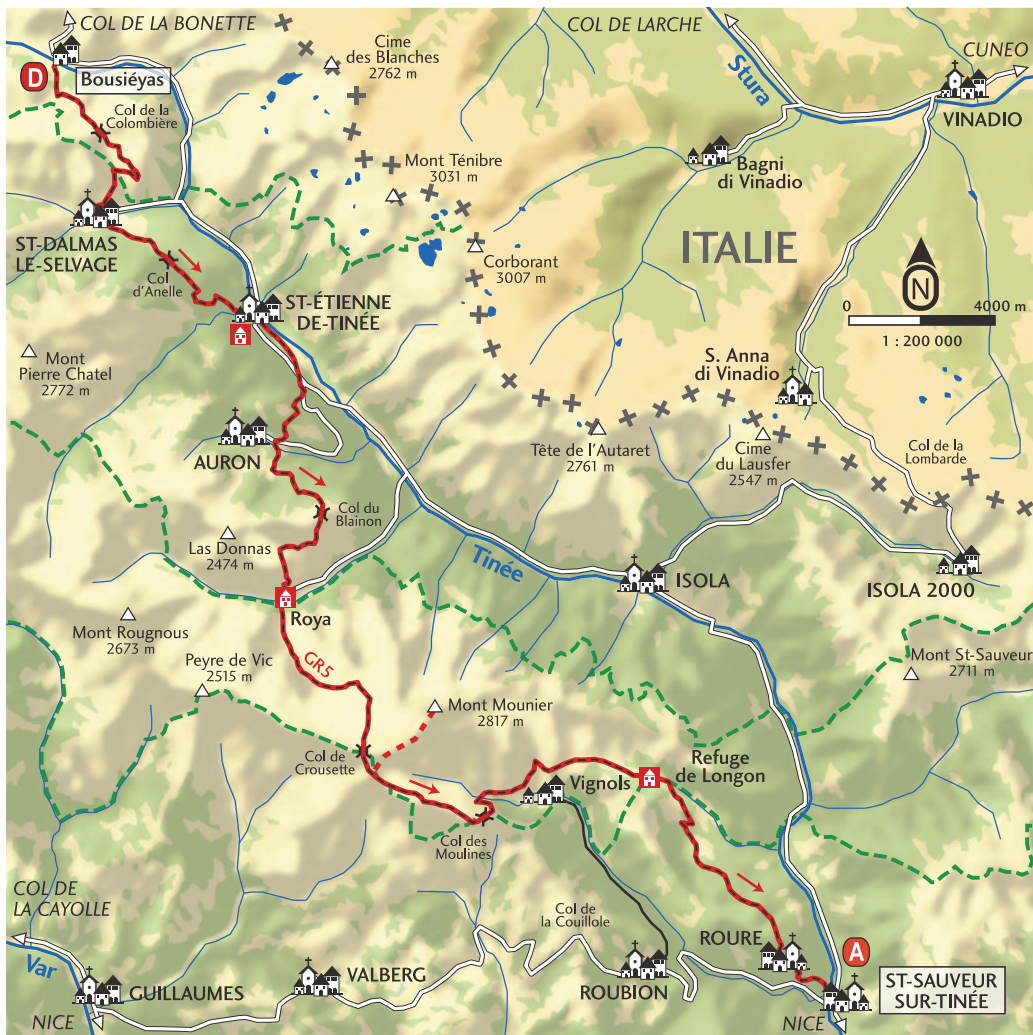 COL DE LA BONETTE
COL DE LARCHE
CUNEO
Cime
des Blanches
2762 m
D
Bousiéyas
Stura
VINADIO
Col de la
Colombière
Bagni
di Vinadio
Mont Ténibre
3031 m
ITALIE
ST-DALMAS
LE-SELVAGE
Corborant
3007 m
Col
d'Anelle
N
ST-ÉTIENNE
DE-TINÉE
0
4000 m
1 : 200 000
Mont
Pierre Chatel
2772 m
S. Anna
di Vinadio
AURON
Tête de l'Autaret
2761 m
Cime
du Lausfer
2547 m
Col de la
Lombarde
Col du
Blainon
Las Donnas
2474 m
Tinée
ISOLA
ISOLA 2000
Roya
Mont Rougnous
2673 m
GR5
Peyre de Vic
2515 m
Mont St-Sauveur
2711 m
Mont Mounier
2817 m
Col de
Crousette
Refuge
de Longon
Vignols
Col des
Moulines
COL DE
LA CAYOLLE
Col de
la Couillole
ROURE
A
Var
VALBERG
GUILLAUMES
ROUBION
ST-SAUVEUR
SUR-TINÉE
NICE
NICE